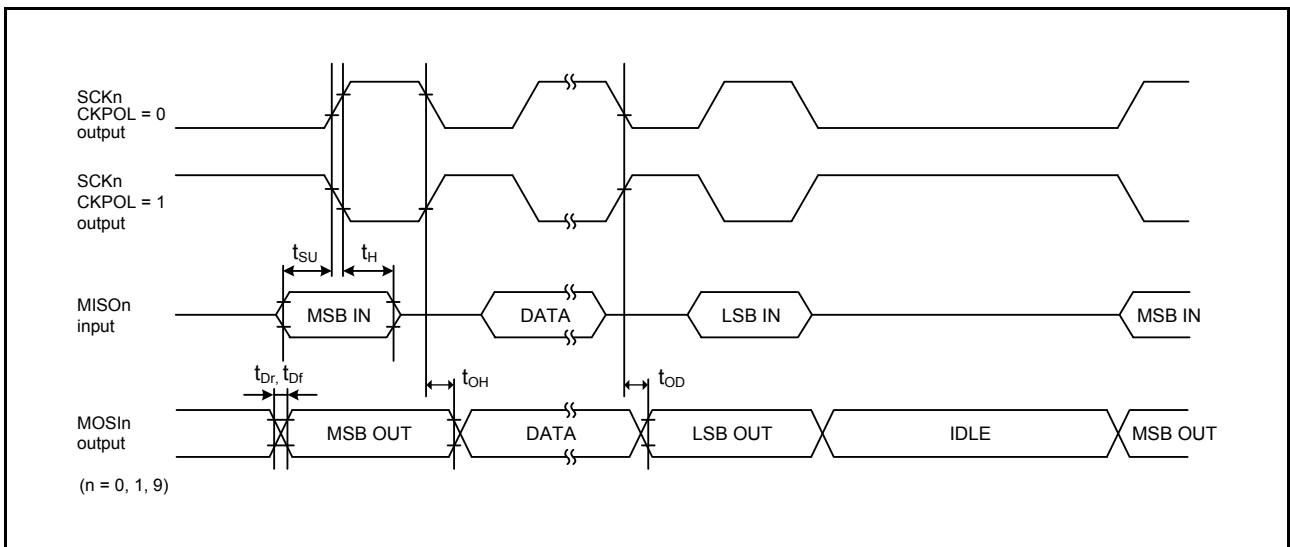 SCKn
CKPOL = 0
output
SCKn
CKPOL = 1
output
tSU
tH
MISOn
input
MSB IN
DATA
LSB IN
MSB IN
tDr, tDf
tOH
tOD
MOSIn
output
MSB OUT
DATA
LSB OUT
IDLE
MSB OUT
(n = 0, 1, 9)